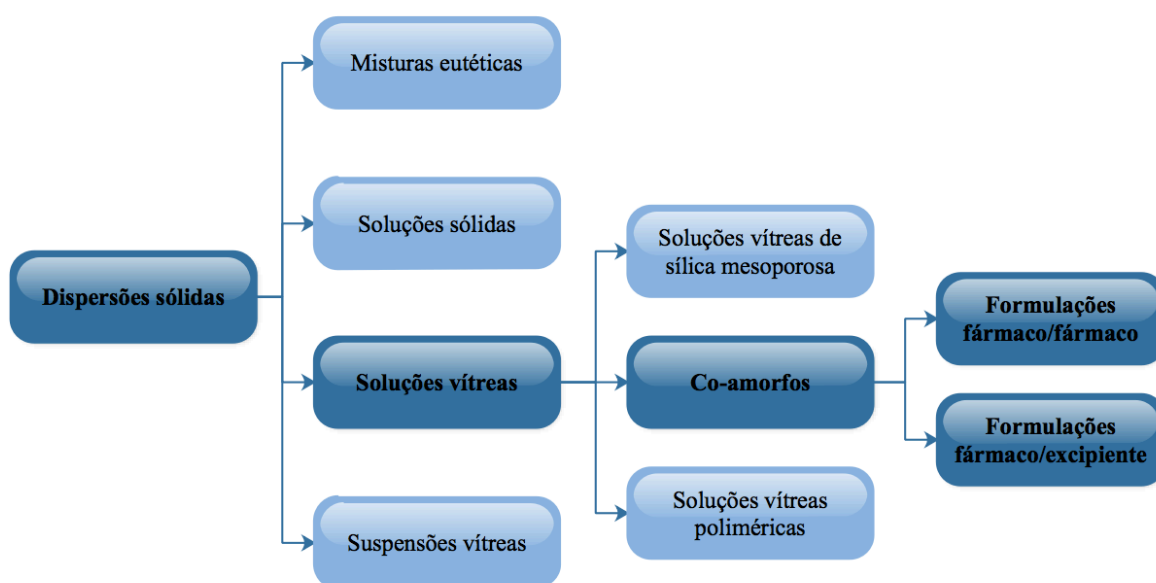 Misturas eutéticas
Soluções sólidas
Dispersões sólidas
Soluções vítreas
Suspensões vítreas
Soluções vítreas de
sílica mesoporosa
Co-amorfos
Soluções vítreas
poliméricas
Formulações
fármaco/fármaco
Formulações
fármaco/excipiente